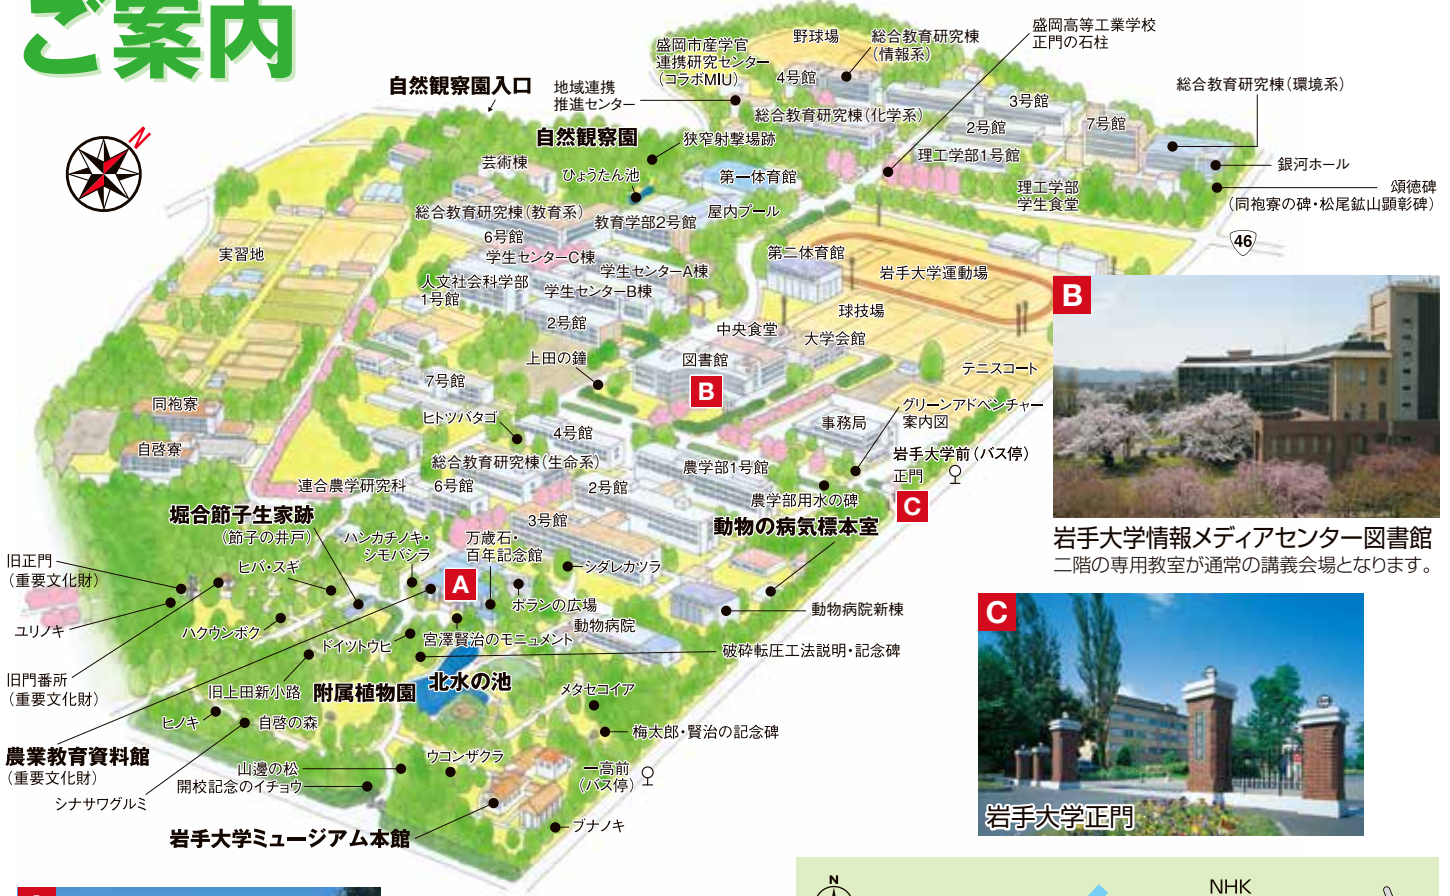 ご案内
自然観察園入口
地域連携
推進センター
盛岡市産学官
連携研究センター
(コラボMIU)
野球場
総合教育研究棟
(情報系)
盛岡高等工業学校
正門の石柱
総合教育研究棟(環境系)
4号館
3号館
7号館
総合教育研究棟(化学系)
2号館
理工学部1号館
銀河ホール
頌徳碑
(同袍寮の碑・松尾鉱山顕彰碑)
理工学部
学生食堂
46
N
自然観察園
狭窄射撃場跡
芸術棟
ひょうたん池
第一体育館
屋内プール
総合教育研究棟(教育系)
教育学部2号館
6号館
学生センターC棟
学生センターA棟
学生センターB棟
人文社会科学部
1号館
実習地
第二体育館
岩手大学運動場
球技場
2号館
中央食堂
大学会館
上田の鐘
図書館
B
テニスコート
7号館
同袍寮
自啓寮
ヒトツバタゴ
4号館
事務局
グリーンアドベンチャー
案内図
岩手大学前(バス停)
正門
C
総合教育研究棟(生命系)
農学部1号館
連合農学研究科
6号館
2号館
農学部用水の碑
動物の病気標本室
堀合節子生家跡
(節子の井戸)
3号館
ハンカチノキ・
シモバシラ
万歳石・
百年記念館
旧正門
(重要文化財)
ヒバ・スギ
A
シダレカツラ
ユリノキ
ハクウンボク
ポランの広場
動物病院新棟
ドイツトウヒ
宮澤賢治のモニュメント
動物病院
破砕転圧工法説明・記念碑
旧門番所
(重要文化財)
旧上田新小路
附属植物園
北水の池
メタセコイア
ヒノキ
自啓の森
梅太郎・賢治の記念碑
農業教育資料館
(重要文化財)
山邊の松
開校記念のイチョウ
ウコンザクラ
一高前
(バス停)
シナサワグルミ
岩手大学ミュージアム本館
ブナノキ
B
岩手大学情報メディアセンター図書館
二階の専用教室が通常の講義会場となります。
C
岩手大学正門
N
NHK